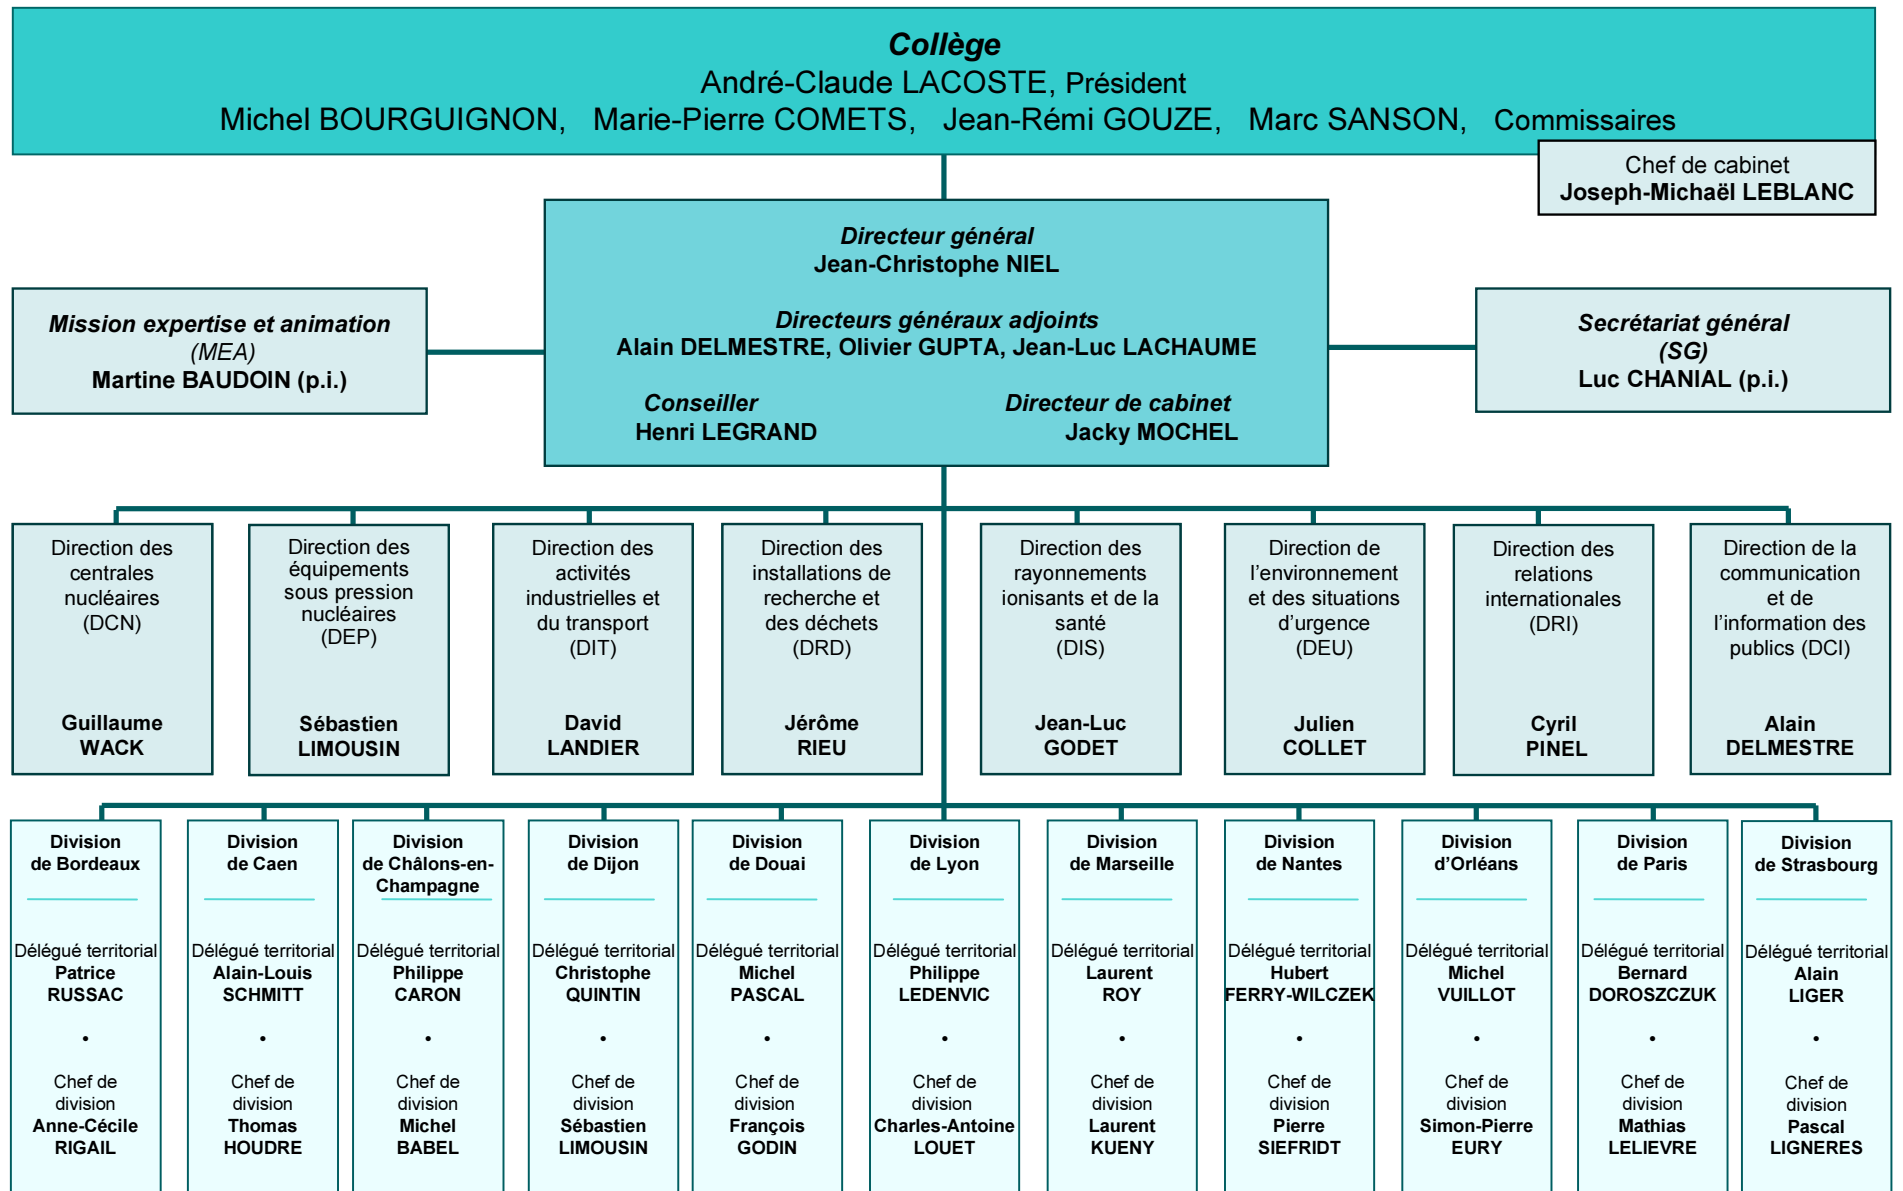 Collège
André-Claude LACOSTE, Président
Michel BOURGUIGNON, Marie-Pierre COMETS, Jean-Rémi GOUZE, Marc SANSON, Commissaires
Chef de cabinet
Joseph-Michaël LEBLANC
Directeur général
Jean-Christophe NIEL
Directeurs généraux adjoints
Alain DELMESTRE, Olivier GUPTA, Jean-Luc LACHAUME
Conseiller
Henri LEGRAND
Directeur de cabinet
Jacky MOCHEL
Mission expertise et animation
(MEA)
Martine BAUDOIN (p.i.)
Secrétariat général
(SG)
Luc CHANIAL (p.i.)
Direction des
centrales
nucléaires
(DCN)
Guillaume
WACK
Direction des
équipements
sous pression
nucléaires
(DEP)
Sébastien
LIMOUSIN
Direction des
activités
industrielles et
du transport
(DIT)
David
LANDIER
Direction des
installations de
recherche et
des déchets
(DRD)
Jérôme
RIEU
Direction des
rayonnements
ionisants et de la
santé
(DIS)
Jean-Luc
GODET
Direction de
l’environnement
et des situations
d’urgence
(DEU)
Julien
COLLET
Direction des
relations
internationales
(DRI)
Cyril
PINEL
Direction de la
communication
et de
l’information des
publics (DCI)
Alain
DELMESTRE
Division
de Bordeaux
Délégué territorial
Patrice
RUSSAC
•
Chef de
division
Anne-Cécile
RIGAIL
Division
de Caen
Délégué territorial
Alain-Louis
SCHMITT
•
Chef de
division
Thomas
HOUDRE
Division
de Châlons-en-
Champagne
Délégué territorial
Philippe
CARON
•
Chef de
division
Michel
BABEL
Division
de Dijon
Délégué territorial
Christophe
QUINTIN
•
Chef de
division
Sébastien
LIMOUSIN
Division
de Douai
Délégué territorial
Michel
PASCAL
•
Chef de
division
François
GODIN
Division
de Lyon
Délégué territorial
Philippe
LEDENVIC
•
Chef de
division
Charles-Antoine
LOUET
Division
de Marseille
Délégué territorial
Laurent
ROY
•
Chef de
division
Laurent
KUENY
Division
de Nantes
Délégué territorial
Hubert
FERRY-WILCZEK
•
Chef de
division
Pierre
SIEFRIDT
Division
d’Orléans
Délégué territorial
Michel
VUILLOT
•
Chef de
division
Simon-Pierre
EURY
Division
de Paris
Délégué territorial
Bernard
DOROSZCZUK
•
Chef de
division
Mathias
LELIEVRE
Division
de Strasbourg
Délégué territorial
Alain
LIGER
•
Chef de
division
Pascal
LIGNERES